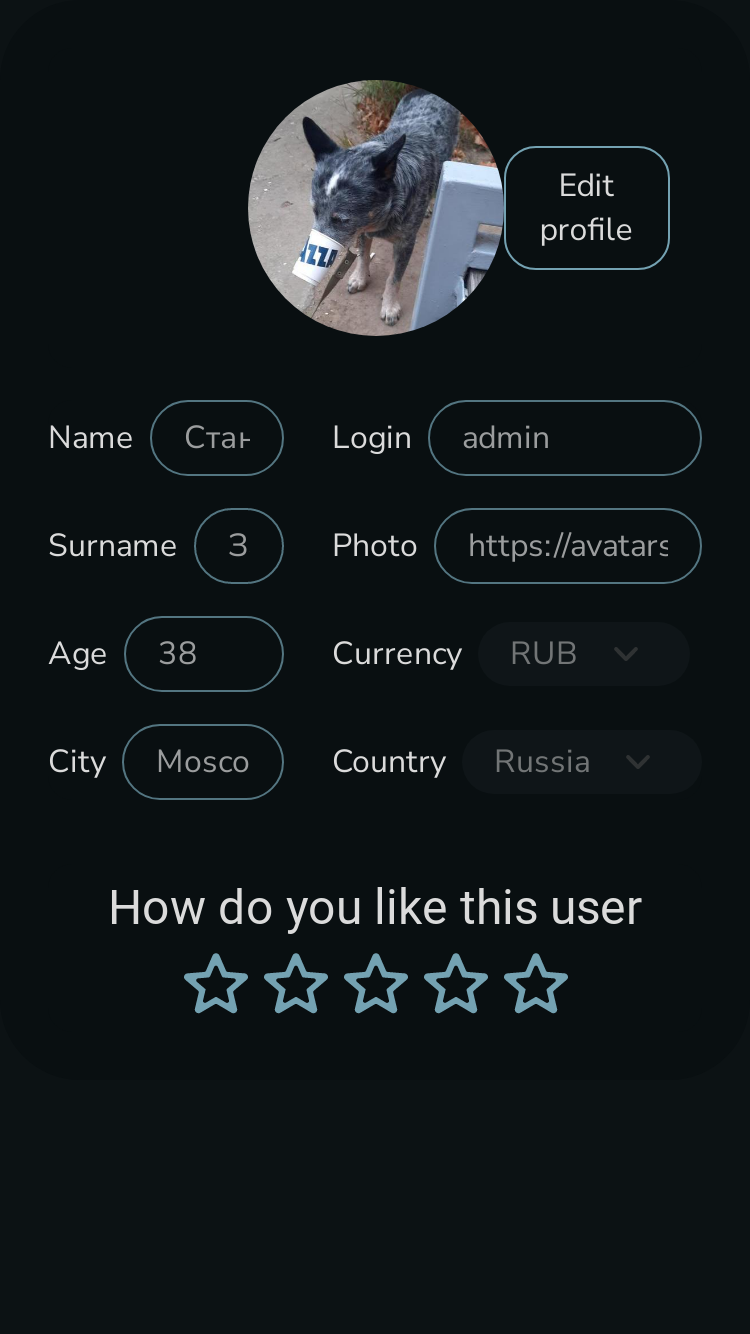 Edit
profile
Name Стан Login admin
Surname З Photo https://avatars
Age 38 Currency RUB
City Mosco Country Russia
How do you like this user